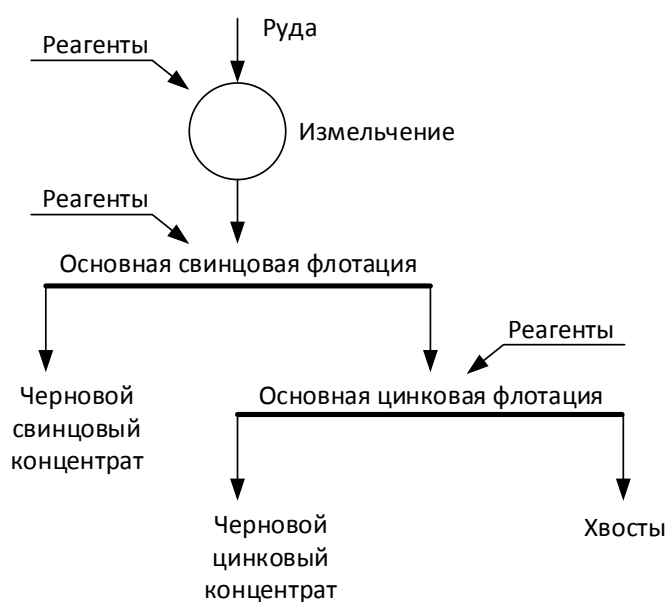 Руда
Реагенты
Измельчение
Реагенты
Основная свинцовая флотация
Реагенты
Черновой
свинцовый
концентрат
Основная цинковая флотация
Черновой
цинковый
концентрат
Хвосты